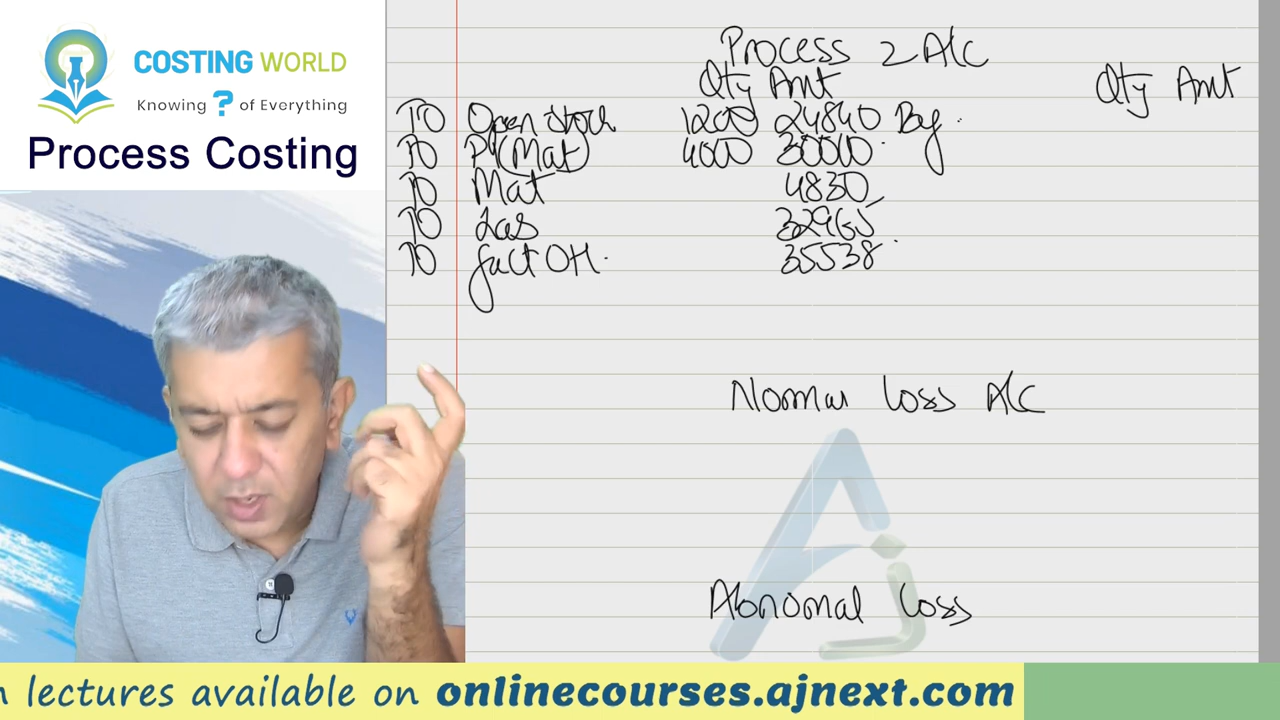 COSTING WORLD
Knowing ? of Everything
Process Costing
Process 2 A/c
Qty Amt Qty Amt
To Open stock 1200 24840 By
To P1 (Mat) 4000 30000
To Mat 4830
To Lab 32965
To fact OH. 35538
Normal Loss A/c
Abnormal Loss
lectures available on onlinecourses.ajnext.com